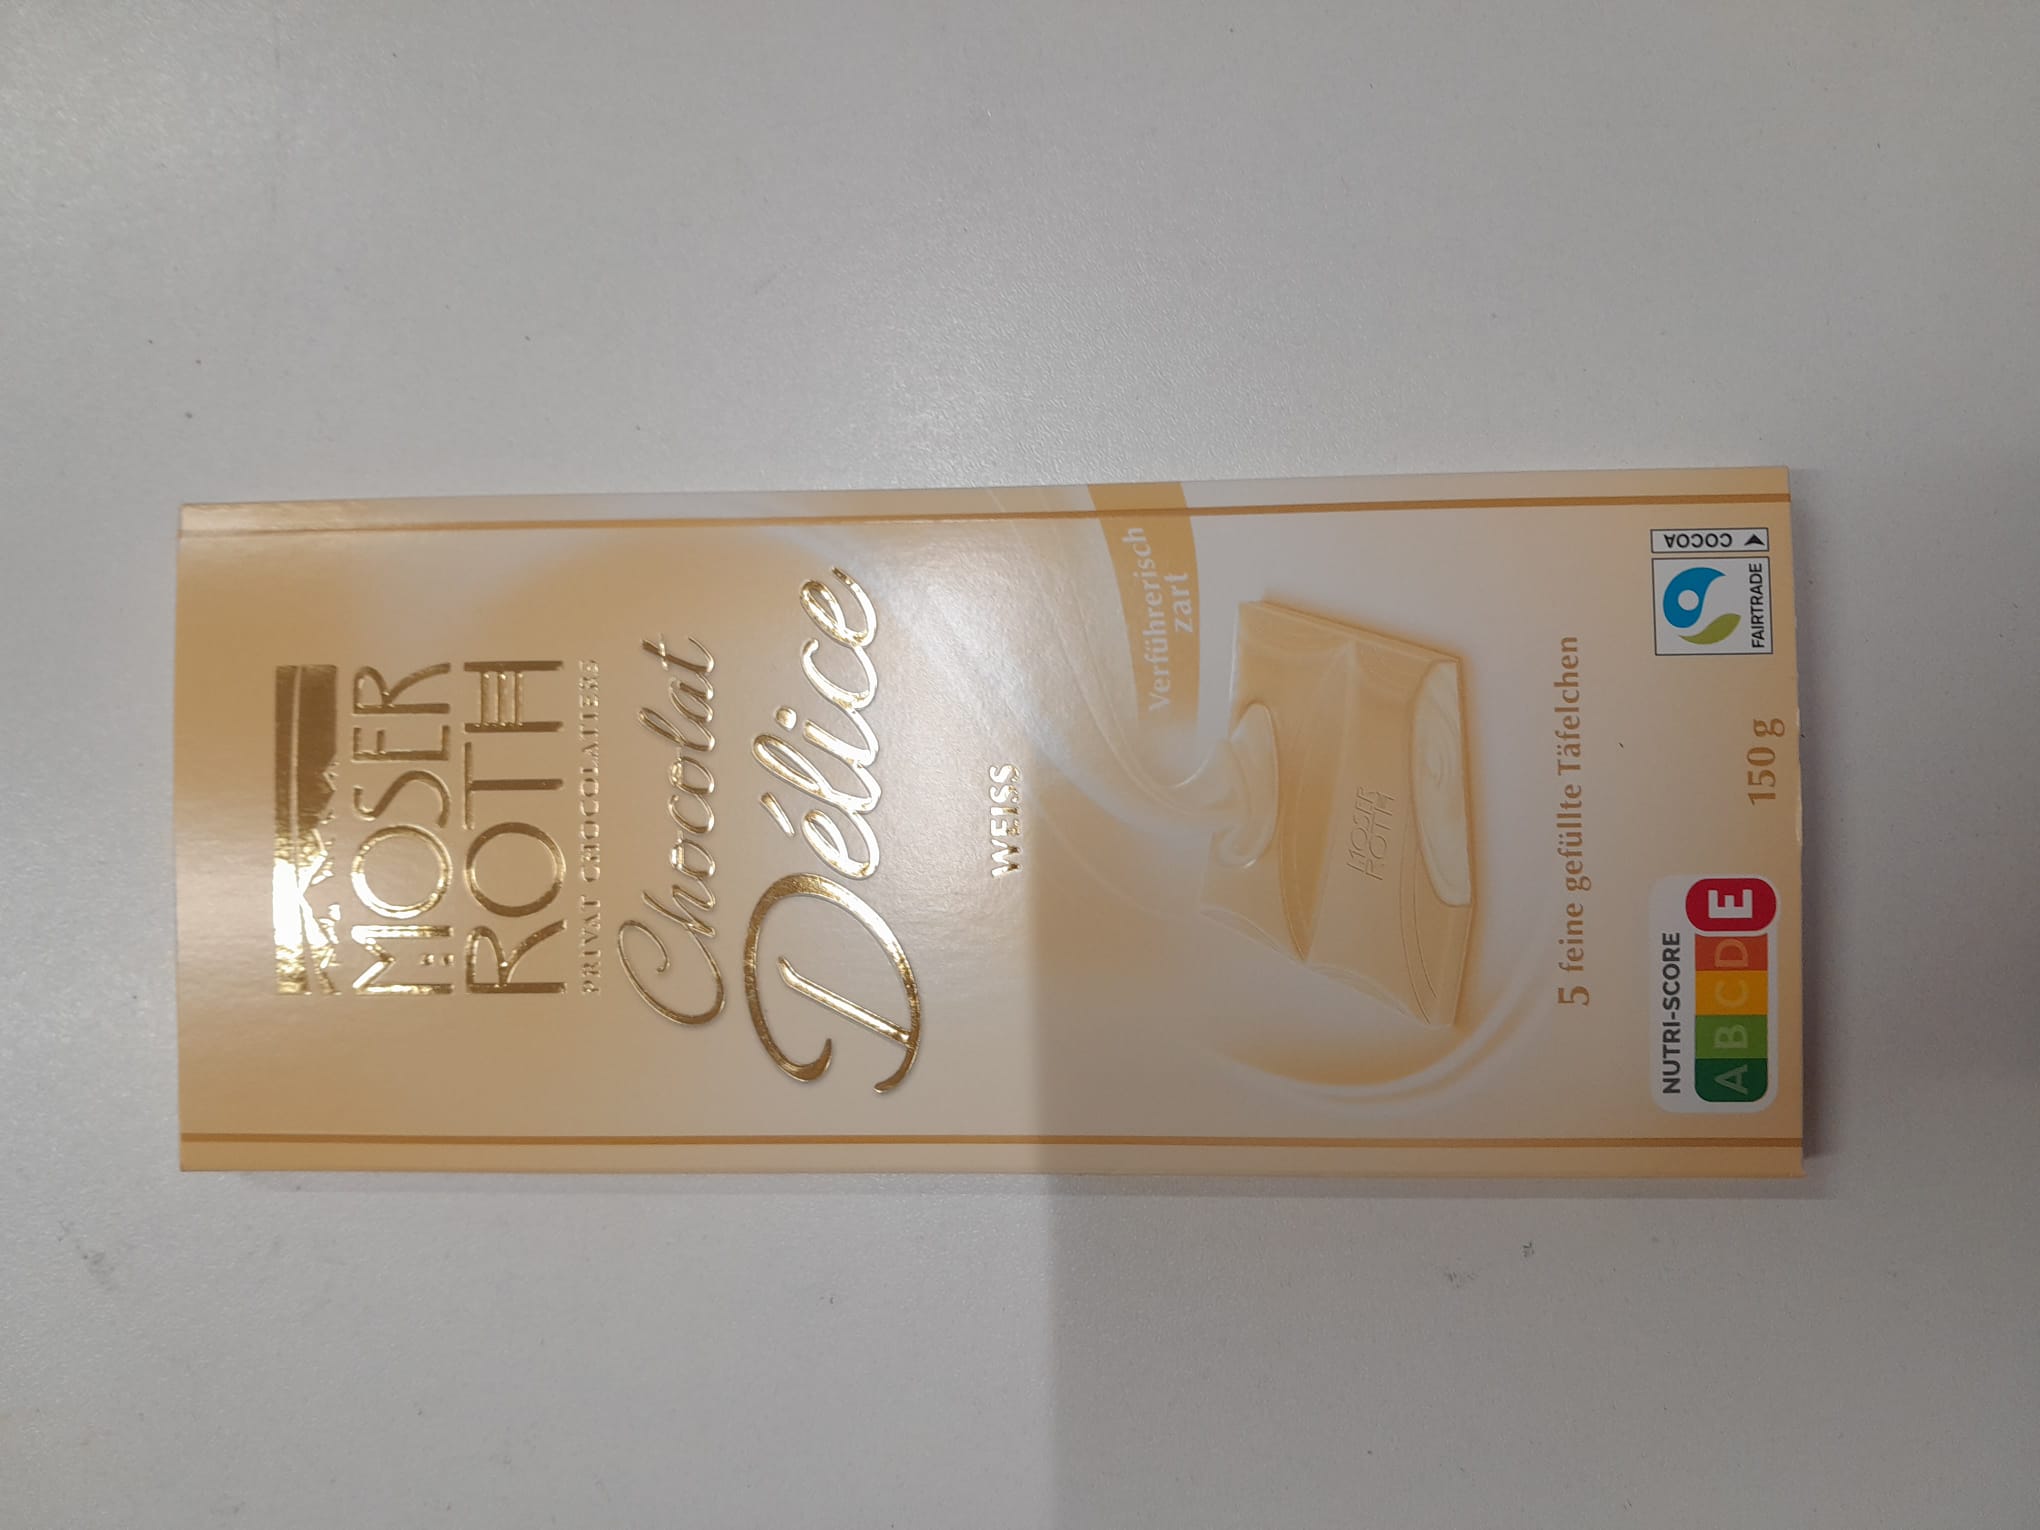 MOSER
ROTH
PRIVAT CHOCOLATIERS
Chocolat
Délice
WEISS
Verführerisch
zart
MOSER
ROTH
5 feine gefüllte Täfelchen
NUTRI-SCORE
A B C D E
150 g
FAIRTRADE
COCOA